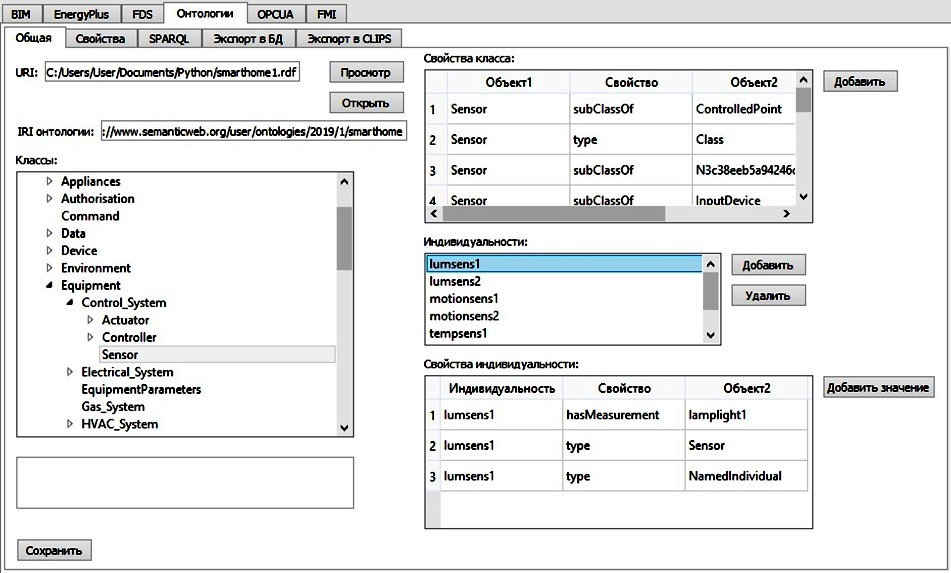 BIM EnergyPlus FDS Онтологии OPCUA FMI
Общая Свойства SPARQL Экспорт в БД Экспорт в CLIPS
URI: C:/Users/User/Documents/Python/smarthome1.rdf Просмотр
Открыть
IRI онтологии: ://www.semanticweb.org/user/ontologies/2019/1/smarthome
Классы:
Appliances
Authorisation
Command
Data
Device
Environment
Equipment
Control_System
Actuator
Controller
Sensor
Electrical_System
EquipmentParameters
Gas_System
HVAC_System
Сохранить
Свойства класса:
Объект1 Свойство Объект2
1 Sensor subClassOf ControlledPoint
2 Sensor type Class
3 Sensor subClassOf N3c38eeb5a94246c
4 Sensor subClassOf InputDevice
Добавить
Индивидуальности:
lumsens1
lumsens2
motionsens1
motionsens2
tempsens1
Добавить
Удалить
Свойства индивидуальности:
Индивидуальность Свойство Объект2
1 lumsens1 hasMeasurement lamplight1
2 lumsens1 type Sensor
3 lumsens1 type NamedIndividual
Добавить значение